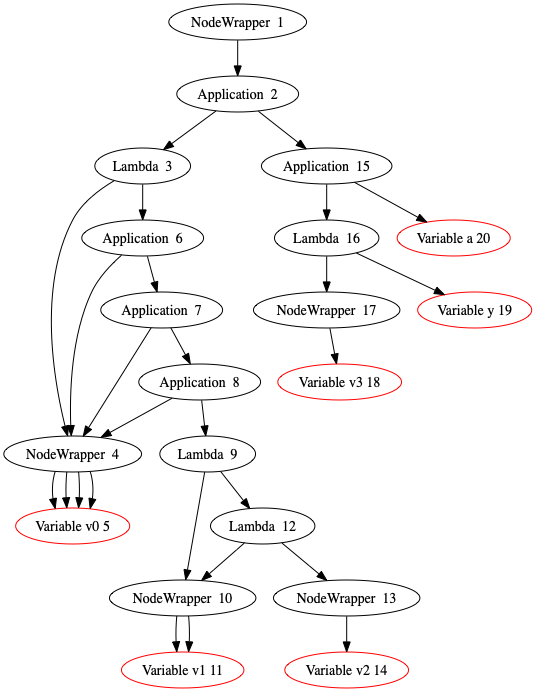 NodeWrapper 1
Application 2
Lambda 3
Application 15
Application 6
Lambda 16
Variable a 20
Application 7
NodeWrapper 17
Variable y 19
Application 8
Variable v3 18
NodeWrapper 4
Lambda 9
Variable v0 5
Lambda 12
NodeWrapper 10
NodeWrapper 13
Variable v1 11
Variable v2 14